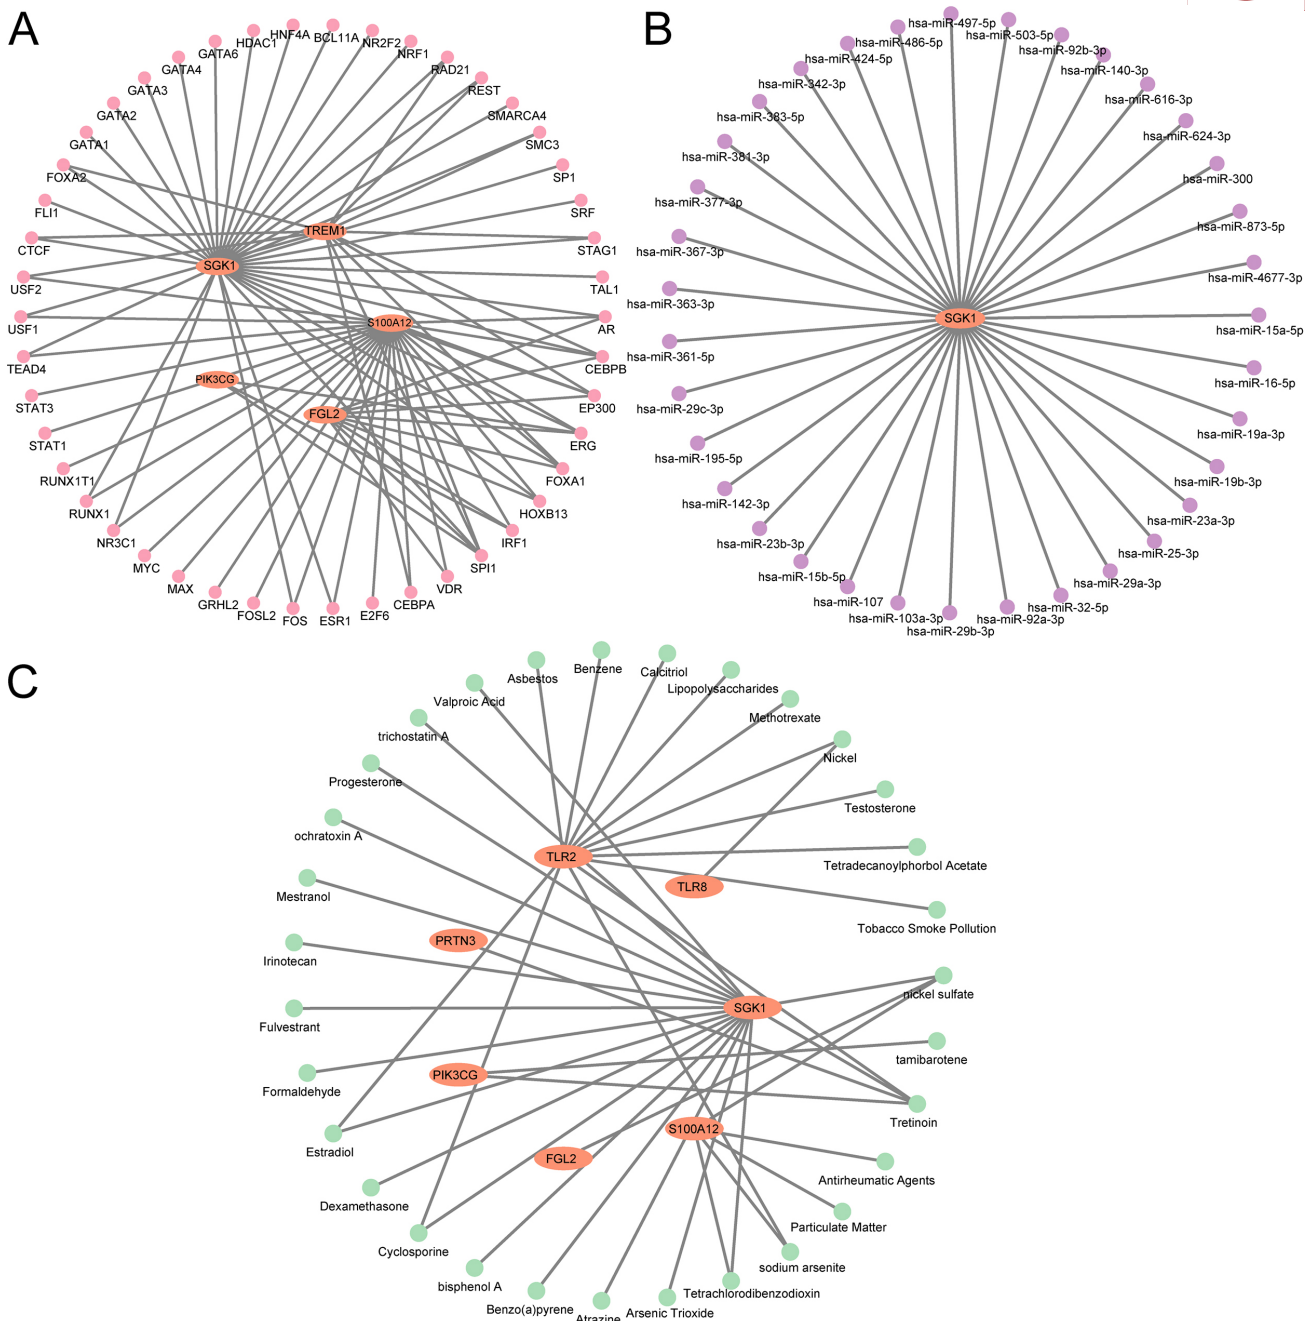 A
HNF4A
BCL11A
HDAC1
NR2F2
GATA6
NRF1
GATA4
RAD21
GATA3
REST
GATA2
SMARCA4
GATA1
SMC3
FOXA2
SP1
FLI1
SRF
TREM1
CTCF
STAG1
SGK1
USF2
TAL1
USF1
S100A12
AR
TEAD4
CEBPB
PIK3CG
STAT3
EP300
FGL2
STAT1
ERG
RUNX1T1
FOXA1
RUNX1
HOXB13
NR3C1
IRF1
MYC
SPI1
MAX
VDR
GRHL2
CEBPA
FOSL2
E2F6
FOS
ESR1
B
hsa-miR-497-5p
hsa-miR-503-5p
hsa-miR-486-5p
hsa-miR-92b-3p
hsa-miR-424-5p
hsa-miR-140-3p
hsa-miR-342-3p
hsa-miR-616-3p
hsa-miR-383-5p
hsa-miR-624-3p
hsa-miR-381-3p
hsa-miR-300
hsa-miR-377-3p
hsa-miR-873-5p
hsa-miR-367-3p
hsa-miR-4677-3p
hsa-miR-363-3p
SGK1
hsa-miR-15a-5p
hsa-miR-361-5p
hsa-miR-16-5p
hsa-miR-29c-3p
hsa-miR-19a-3p
hsa-miR-195-5p
hsa-miR-19b-3p
hsa-miR-142-3p
hsa-miR-23a-3p
hsa-miR-23b-3p
hsa-miR-25-3p
hsa-miR-15b-5p
hsa-miR-29a-3p
hsa-miR-107
hsa-miR-32-5p
hsa-miR-103a-3p
hsa-miR-92a-3p
hsa-miR-29b-3p
C
Benzene
Calcitriol
Asbestos
Lipopolysaccharides
Valproic Acid
Methotrexate
trichostatin A
Nickel
Progesterone
Testosterone
ochratoxin A
TLR2
Tetradecanoylphorbol Acetate
TLR8
Mestranol
Tobacco Smoke Pollution
PRTN3
Irinotecan
nickel sulfate
SGK1
Fulvestrant
tamibarotene
PIK3CG
Formaldehyde
Tretinoin
S100A12
Estradiol
FGL2
Antirheumatic Agents
Dexamethasone
Particulate Matter
Cyclosporine
sodium arsenite
bisphenol A
Tetrachlorodibenzodioxin
Benzo(a)pyrene
Arsenic Trioxide
Atrazine